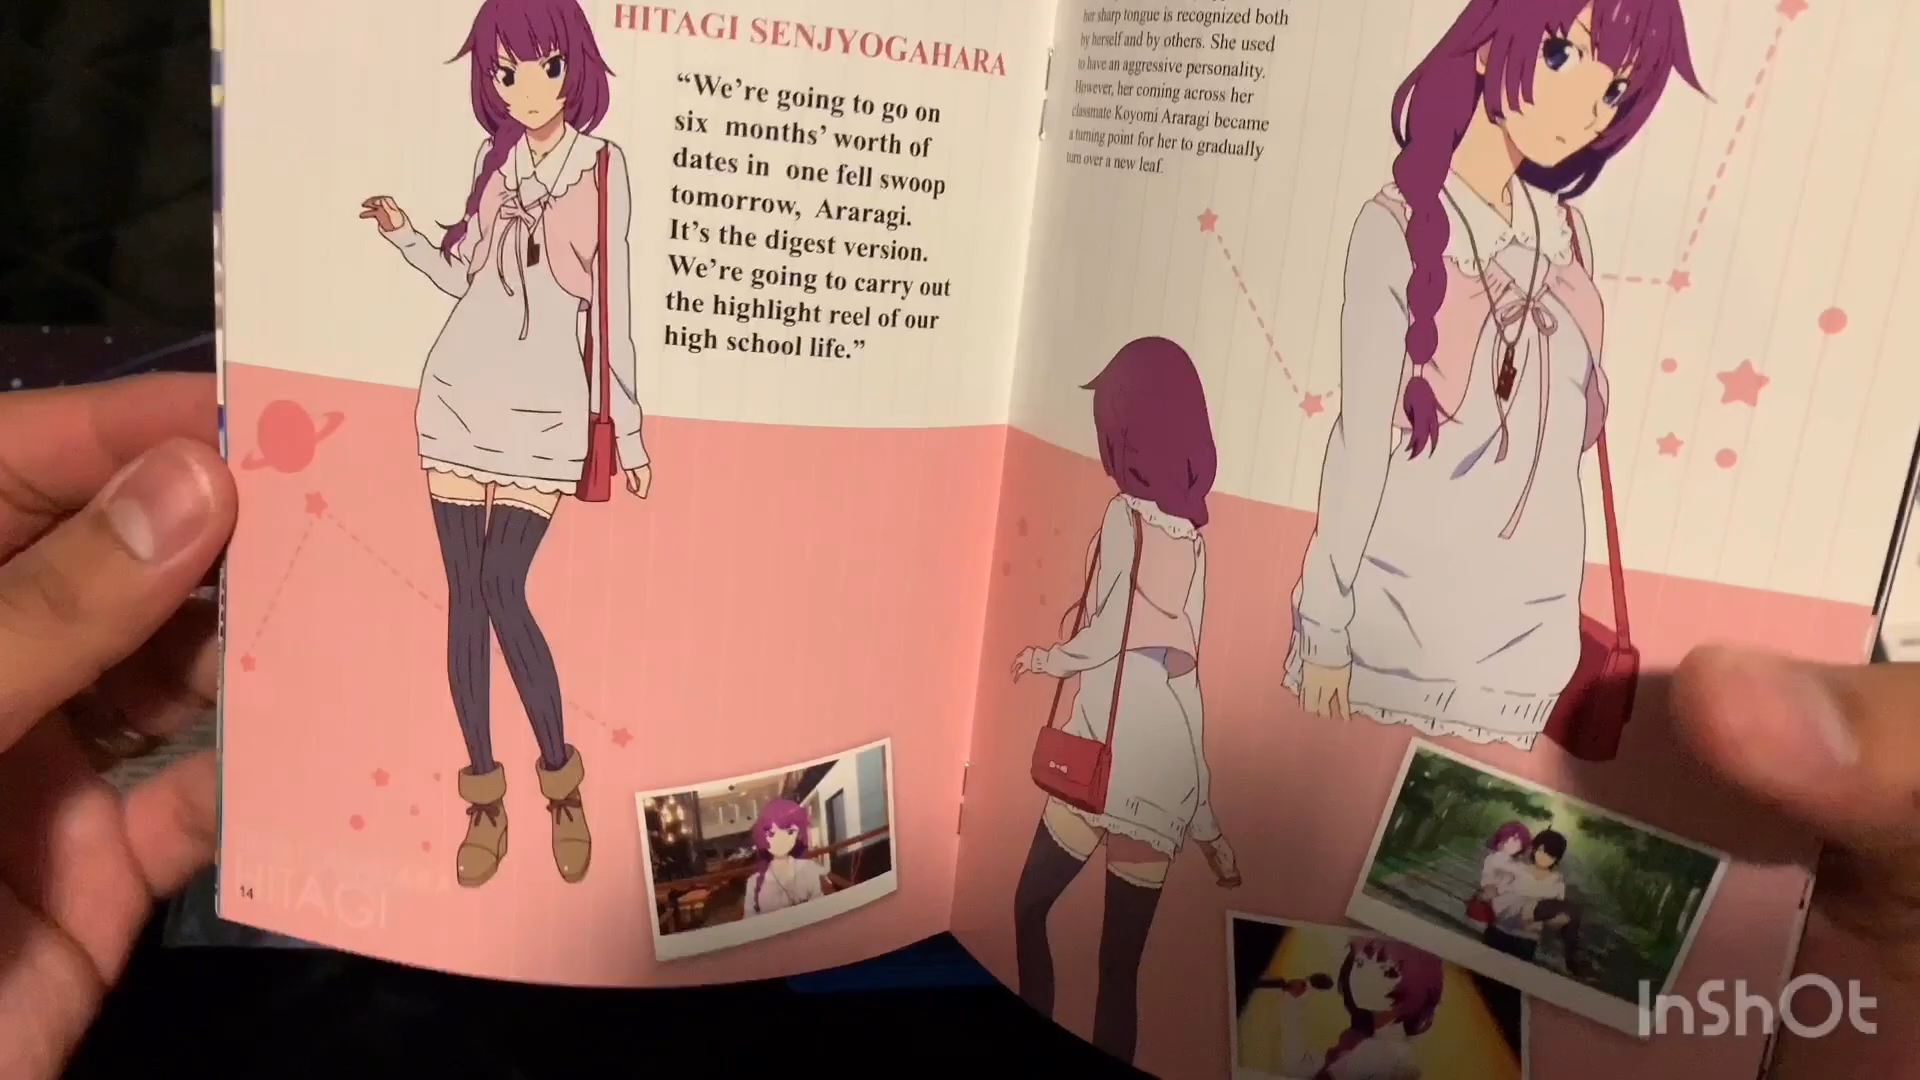 HITAGI SENJYOGAHARA
“We’re going to go on
six months’ worth of
dates in one fell swoop
tomorrow, Araragi.
It’s the digest version.
We’re going to carry out
the highlight reel of our
high school life.”
14
HITAGI
her sharp tongue is recognized both
by herself and by others. She used
to have an aggressive personality.
However, her coming across her
classmate Koyomi Araragi became
a turning point for her to gradually
turn over a new leaf.
InShOt